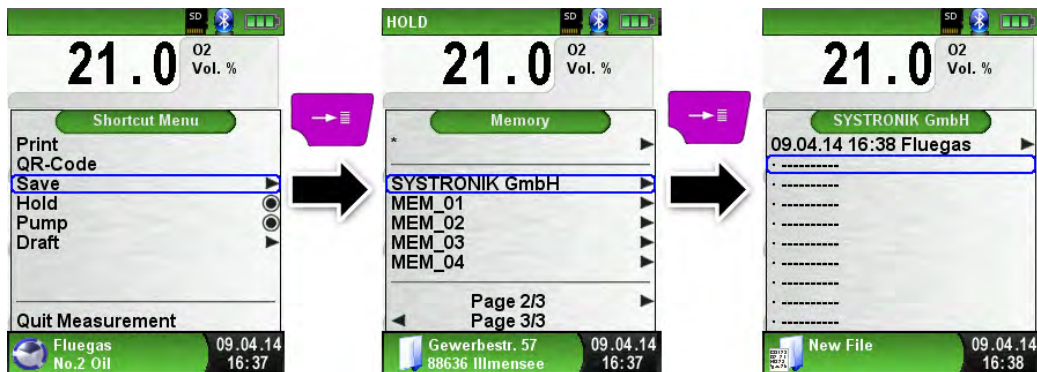 SD
21.0 O2
Vol. %
Shortcut Menu
Print
QR-Code
Save
Hold
Pump
Draft
Quit Measurement
Fluegas 09.04.14
No.2 Oil 16:37
HOLD SD
21.0 O2
Vol. %
Memory
*
SYSTRONIK GmbH
MEM_01
MEM_02
MEM_03
MEM_04
Page 2/3
Page 3/3
Gewerbestr. 57 09.04.14
88636 Illmensee 16:37
SD
21.0 O2
Vol. %
SYSTRONIK GmbH
09.04.14 16:38 Fluegas
· ----------
· ----------
· ----------
· ----------
· ----------
· ----------
· ----------
· ----------
· ----------
New File 09.04.14
16:38